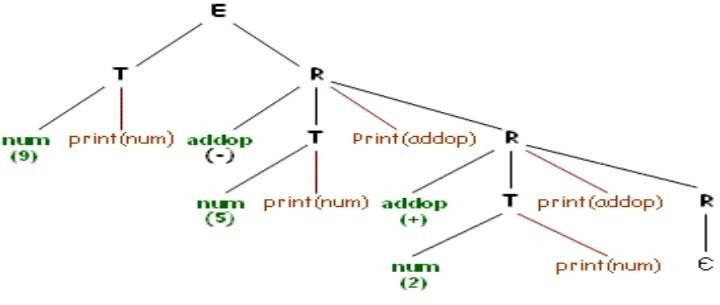 E
T R
num print(num) addop T Print(addop) R
(9) (-)
num print(num) addop T print(addop) R
(5) (+)
num print(num) ϵ
(2)